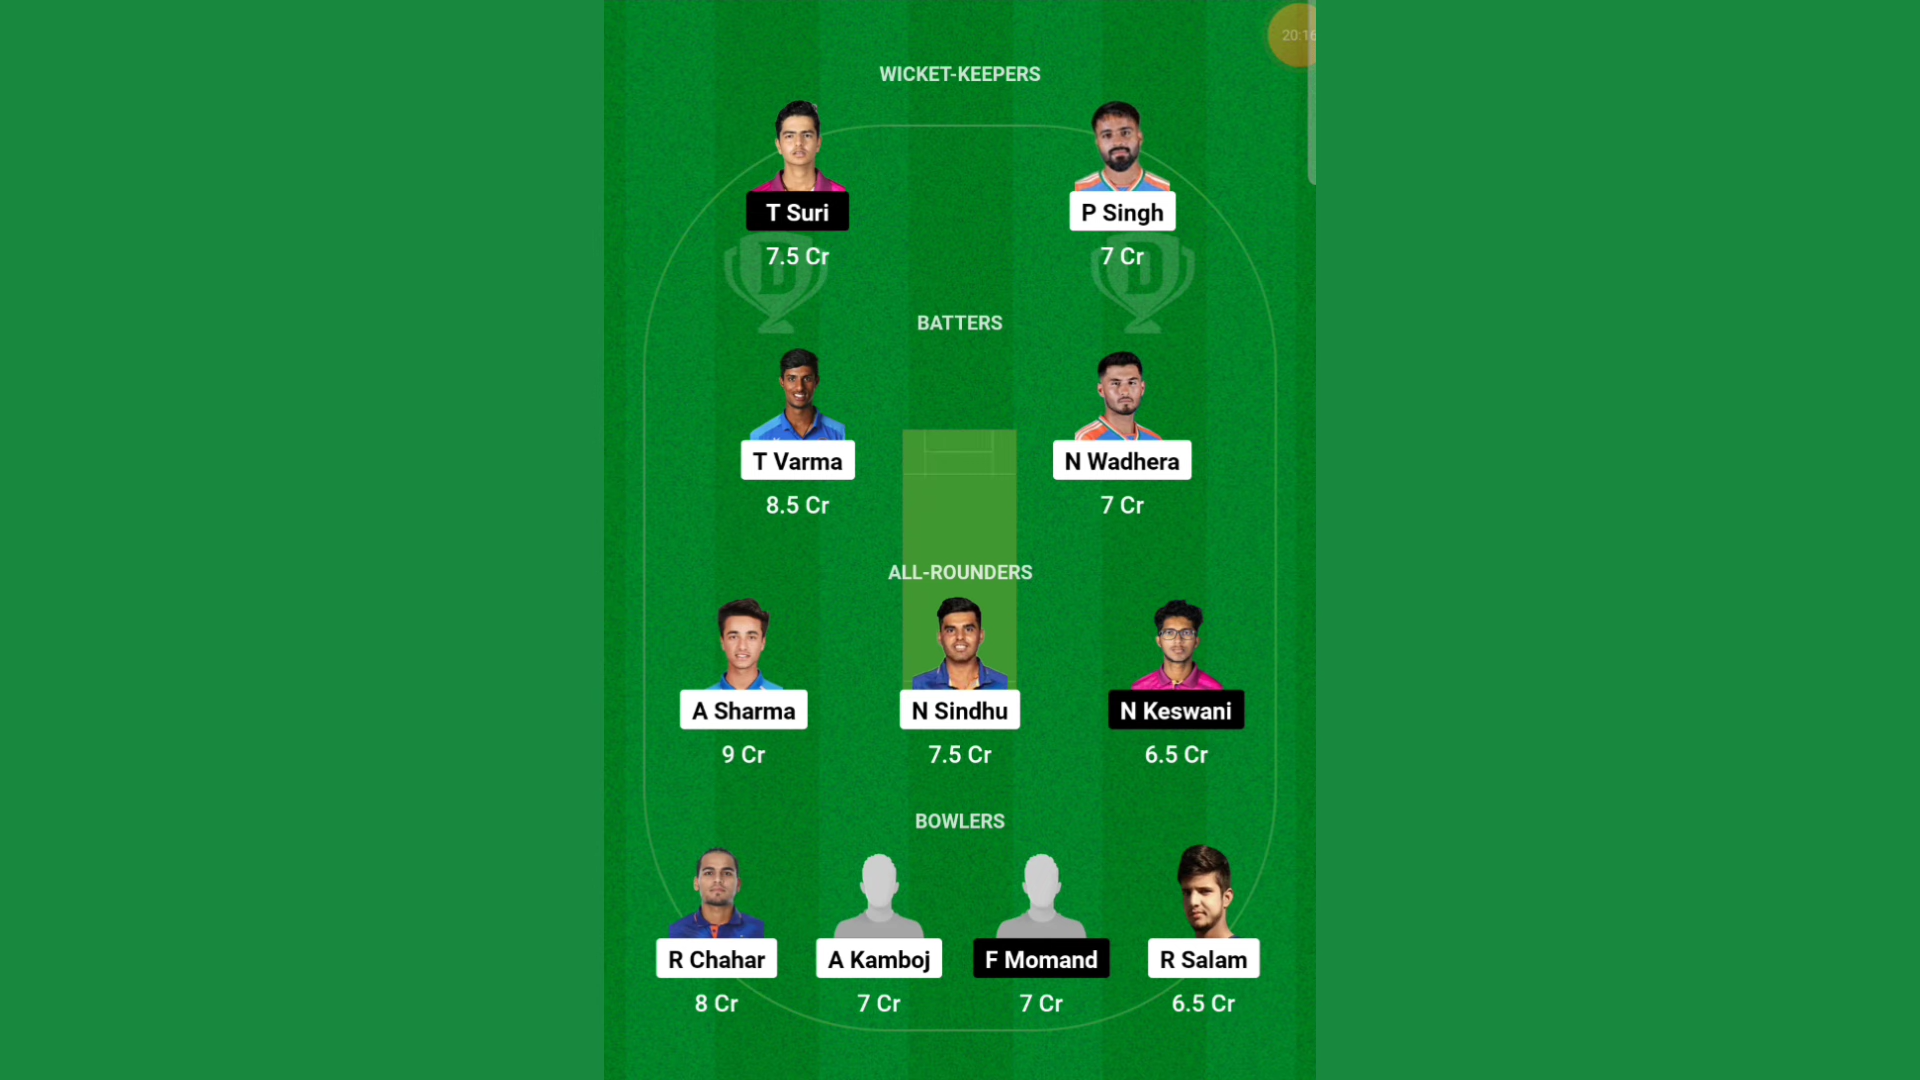 20:16
WICKET-KEEPERS
T Suri
P Singh
7.5 Cr
7 Cr
BATTERS
T Varma
N Wadhera
8.5 Cr
7 Cr
ALL-ROUNDERS
A Sharma
N Sindhu
N Keswani
9 Cr
7.5 Cr
6.5 Cr
BOWLERS
R Chahar
A Kamboj
F Momand
R Salam
8 Cr
7 Cr
7 Cr
6.5 Cr